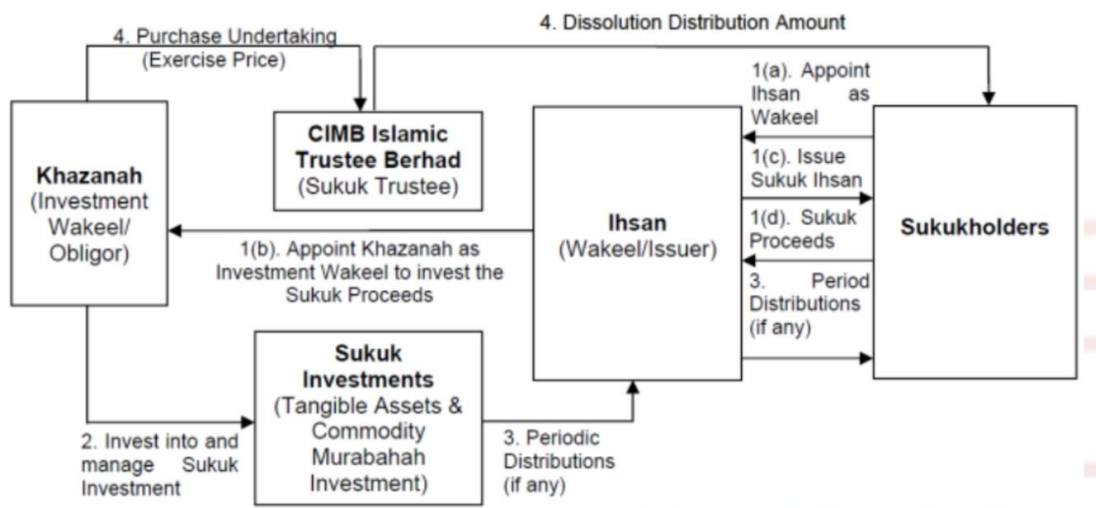 4. Purchase Undertaking
(Exercise Price)
4. Dissolution Distribution Amount
Khazanah
(Investment
Wakeel/
Obligor)
CIMB Islamic
Trustee Berhad
(Sukuk Trustee)
1(b). Appoint Khazanah as
Investment Wakeel to invest the
Sukuk Proceeds
Ihsan
(Wakeel/Issuer)
1(a). Appoint
Ihsan as
Wakeel
1(c). Issue
Sukuk Ihsan
1(d). Sukuk
Proceeds
3. Period
Distributions
(if any)
Sukukholders
2. Invest into and
manage Sukuk
Investment
Sukuk
Investments
(Tangible Assets &
Commodity
Murabahah
Investment)
3. Periodic
Distributions
(if any)